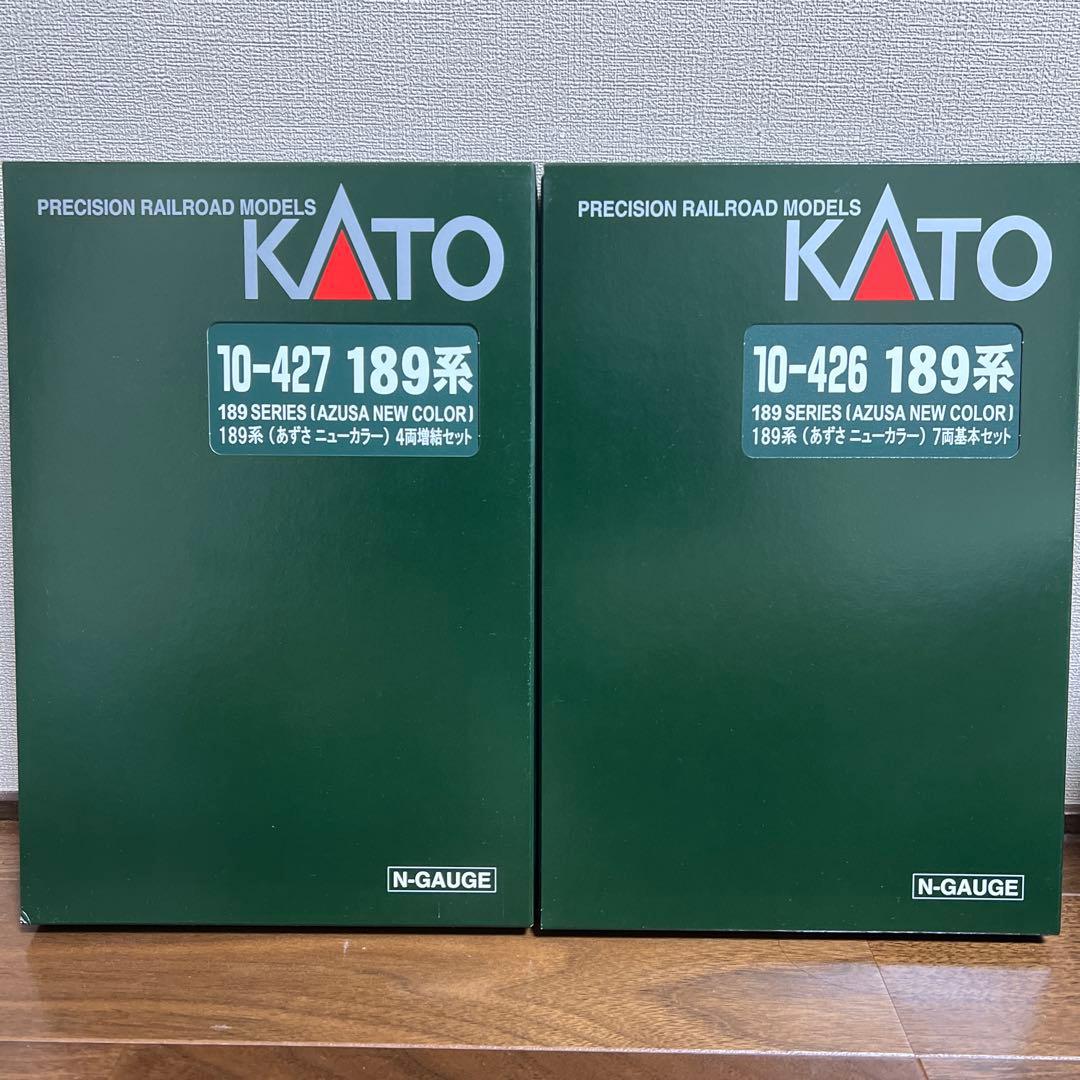 PRECISION RAILROAD MODELS
KATO
10-427 189系
189 SERIES (AZUSA NEW COLOR)
189系 (あずさ ニューカラー) 4両増結セット
N-GAUGE
PRECISION RAILROAD MODELS
KATO
10-426 189系
189 SERIES (AZUSA NEW COLOR)
189系 (あずさ ニューカラー) 7両基本セット
N-GAUGE